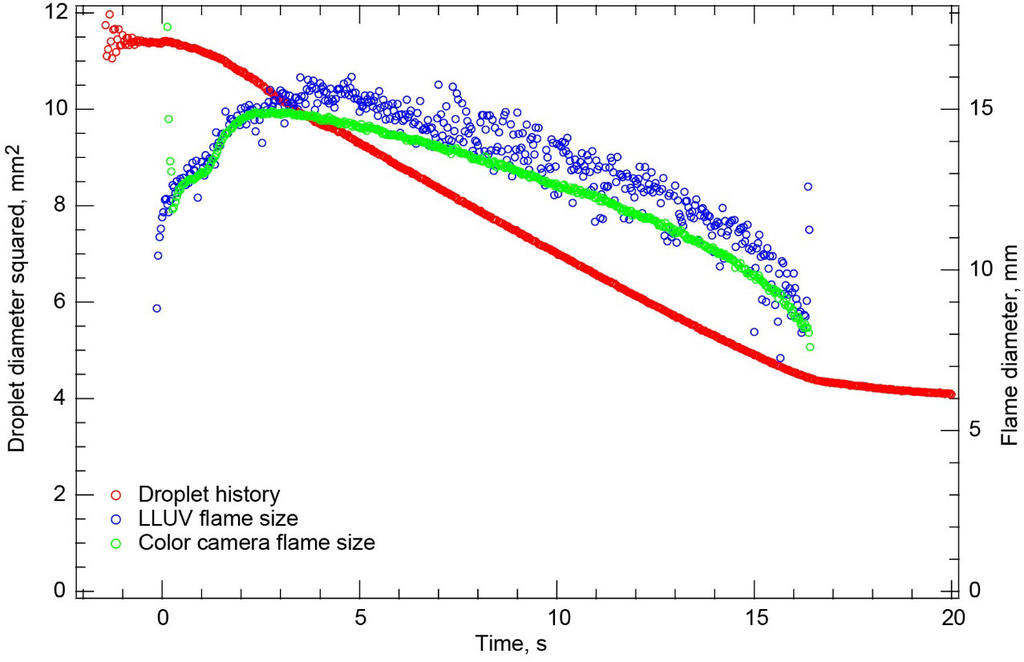 12
10
8
6
4
2
0
Droplet diameter squared, mm2
15
10
5
0
Flame diameter, mm
Droplet history
LLUV flame size
Color camera flame size
0 5 10 15 20
Time, s